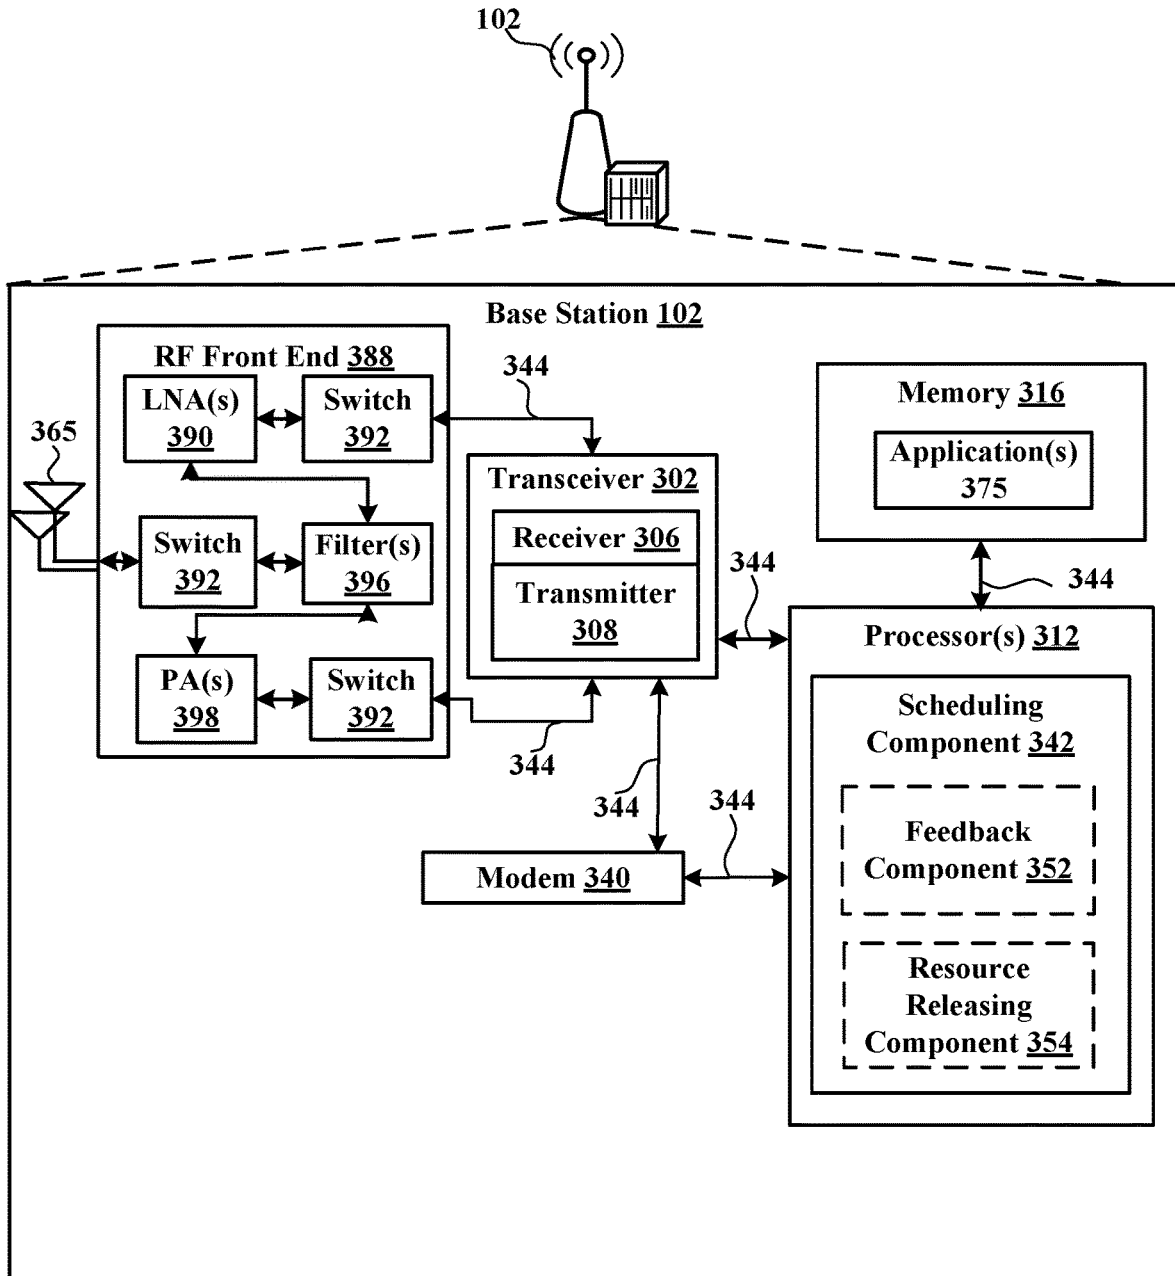 102
Base Station 102
RF Front End 388
LNA(s)
390
Switch
392
344
365
Switch
392
Filter(s)
396
PA(s)
398
Switch
392
344
Transceiver 302
Receiver 306
Transmitter
308
344
344
Modem 340
344
Memory 316
Application(s)
375
344
Processor(s) 312
Scheduling
Component 342
Feedback
Component 352
Resource
Releasing
Component 354